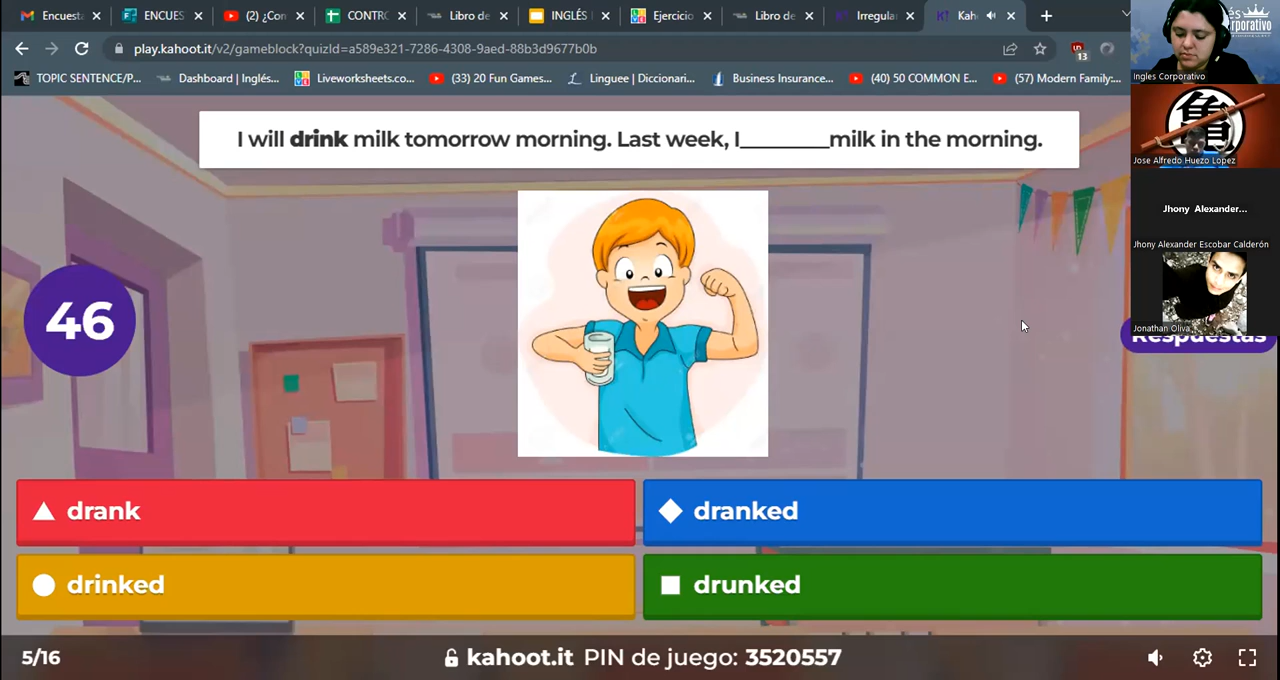 Encuesta
ENCUES
(2) ¿Con
CONTRO
Libro de
INGLÉS
Ejercicio
Libro de
Irregula
Kah
play.kahoot.it/v2/gameblock?quizId=a589e321-7286-4308-9aed-88b3d9677b0b
13
TOPIC SENTENCE/P...
Dashboard | Inglés...
Liveworksheets.co...
(33) 20 Fun Games...
Linguee | Diccionari...
Business Insurance...
(40) 50 COMMON E...
(57) Modern Family:...
Ingles Corporativo
Jose Alfredo Huezo Lopez
Jhony Alexander...
Jhony Alexander Escobar Calderón
Jonathan Oliva
I will drink milk tomorrow morning. Last week, I________milk in the morning.
46
Respuestas
drank
dranked
drinked
drunked
5/16
kahoot.it PIN de juego: 3520557